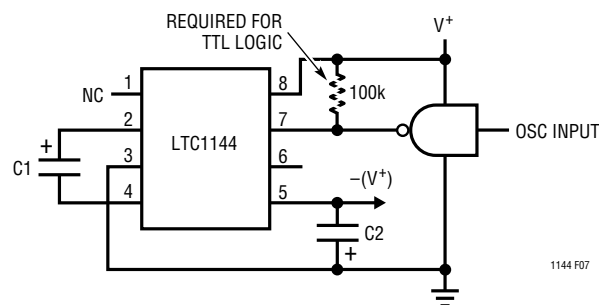 REQUIRED FOR
TTL LOGIC
V+
NC
1
8
100k
2
7
LTC1144
OSC INPUT
+
C1
3
6
4
5
–(V+)
C2
+
1144 F07